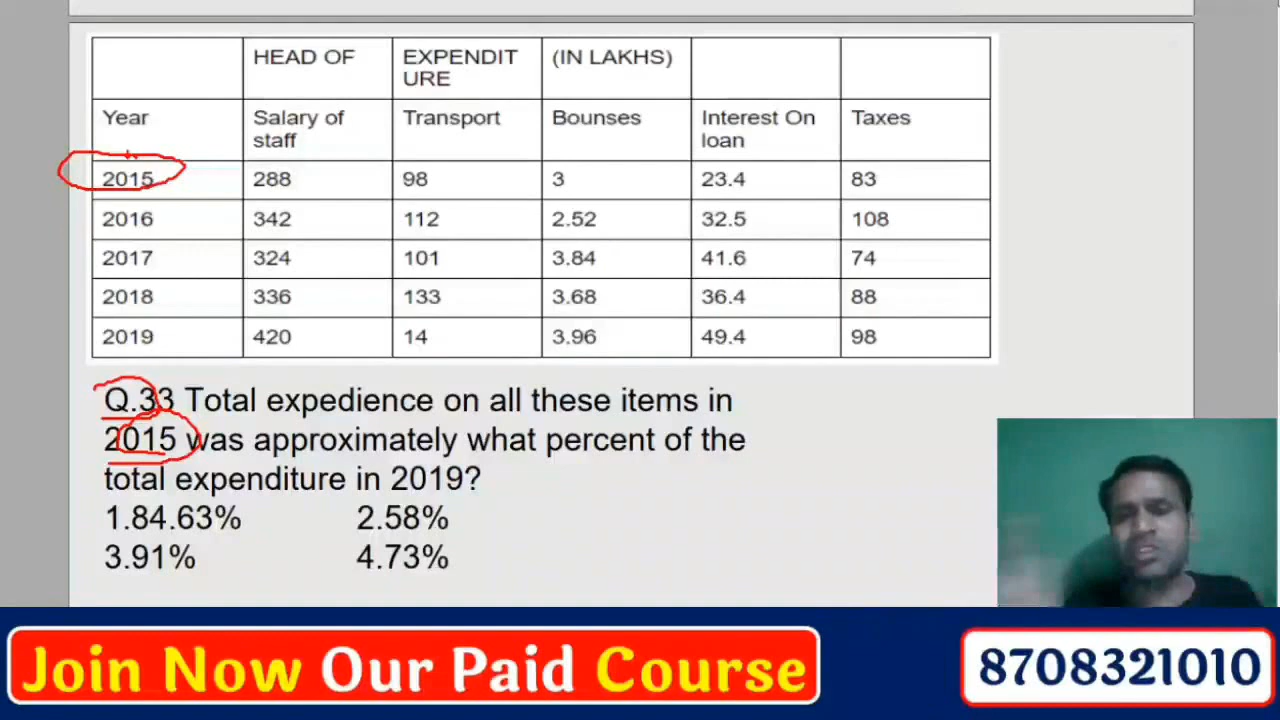 HEAD OF EXPENDIT (IN LAKHS)
URE
Year Salary of Transport Bounses Interest On Taxes
staff loan
2015 288 98 3 23.4 83
2016 342 112 2.52 32.5 108
2017 324 101 3.84 41.6 74
2018 336 133 3.68 36.4 88
2019 420 14 3.96 49.4 98
Q.33 Total expedience on all these items in
2015 was approximately what percent of the
total expenditure in 2019?
1.84.63% 2.58%
3.91% 4.73%
Join Now Our Paid Course 8708321010